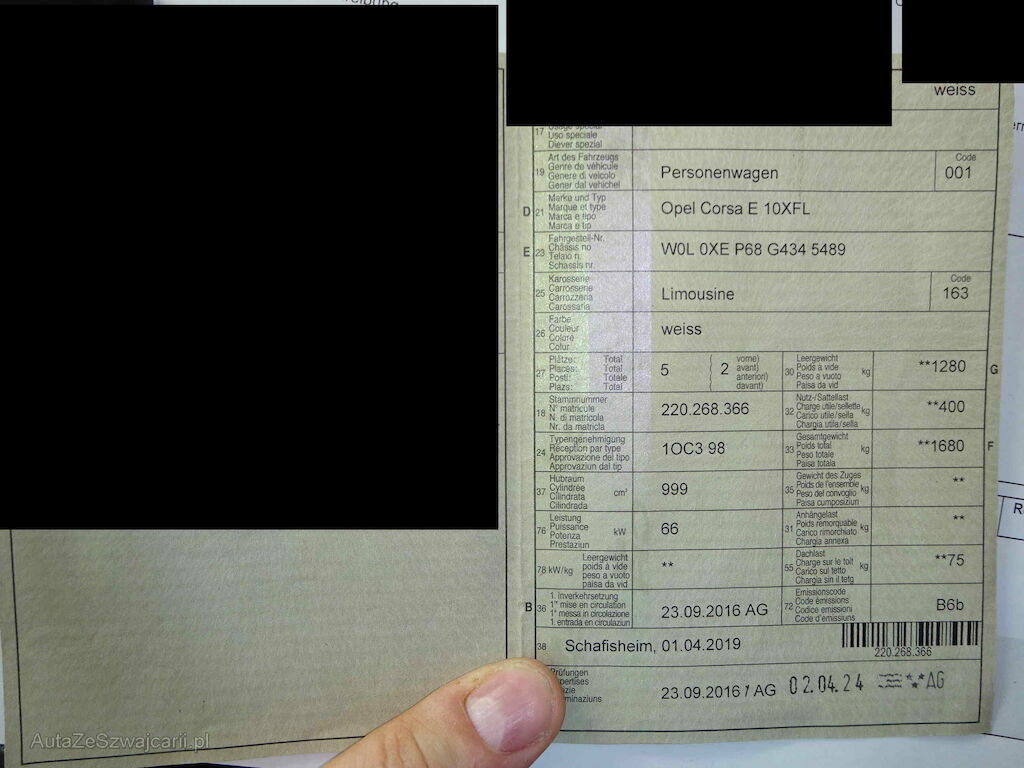 weiss
17
Uso speciale
Diever spezial
19
Art des Fahrzeugs
Genre de véhicule
Genere di veicolo
Gener dal vehichel
Personenwagen
Code
001
D 21
Marke und Typ
Marque et type
Marca e tipo
Marca e tip
Opel Corsa E 10XFL
E 23
Fahrgestell-Nr.
Châssis no
Telaio n.
Schassis nr.
W0L 0XE P68 G434 5489
25
Karosserie
Carrosserie
Carrozzeria
Carossaria
Limousine
Code
163
26
Farbe
Couleur
Colore
Colur
weiss
27
Plätze: Total
Places: Total
Posti: Totale
Plazs: Total
5
( 2 vorne)
avant)
anteriori)
davant)
30
Leergewicht
Poids à vide
Peso a vuoto
Paisa da vid
kg
**1280
G
18
Stammnummer
N° matricule
N. di matricola
Nr. da matricla
220.268.366
32
Nutz-/Sattellast
Charge utile/sellette
Carico utile/sella
Chargia utila/sella
kg
**400
24
Typengenehmigung
Réception par type
Approvazione del tipo
Approvaziun dal tip
1OC3 98
33
Gesamtgewicht
Poids total
Peso totale
Paisa totala
kg
**1680
F
37
Hubraum
Cylindrée
Cilindrata
Cilindrada
cm³
999
35
Gewicht des Zuges
Poids de l'ensemble
Peso del convoglio
Paisa cumposiziun
kg
**
76
Leistung
Puissance
Potenza
Prestaziun
kW
66
31
Anhängelast
Poids remorquable
Carico rimorchiato
Chargia annexa
kg
**
78 kW/kg
Leergewicht
poids à vide
peso a vuoto
paisa da vid
**
55
Dachlast
Charge sur le toit
Carico sul tetto
Chargia sin il tetg
kg
**75
B 36
1. Inverkehrsetzung
1re mise en circulation
1a messa in circolazione
1. entrada en circulaziun
23.09.2016 AG
72
Emissionscode
Code émissions
Codice emissioni
Code d'emissiuns
B6b
38
Schafisheim, 01.04.2019
220.268.366
Prüfungen
23.09.2016 / AG 02.04.24 AG
AutaZeSzwajcarii.pl